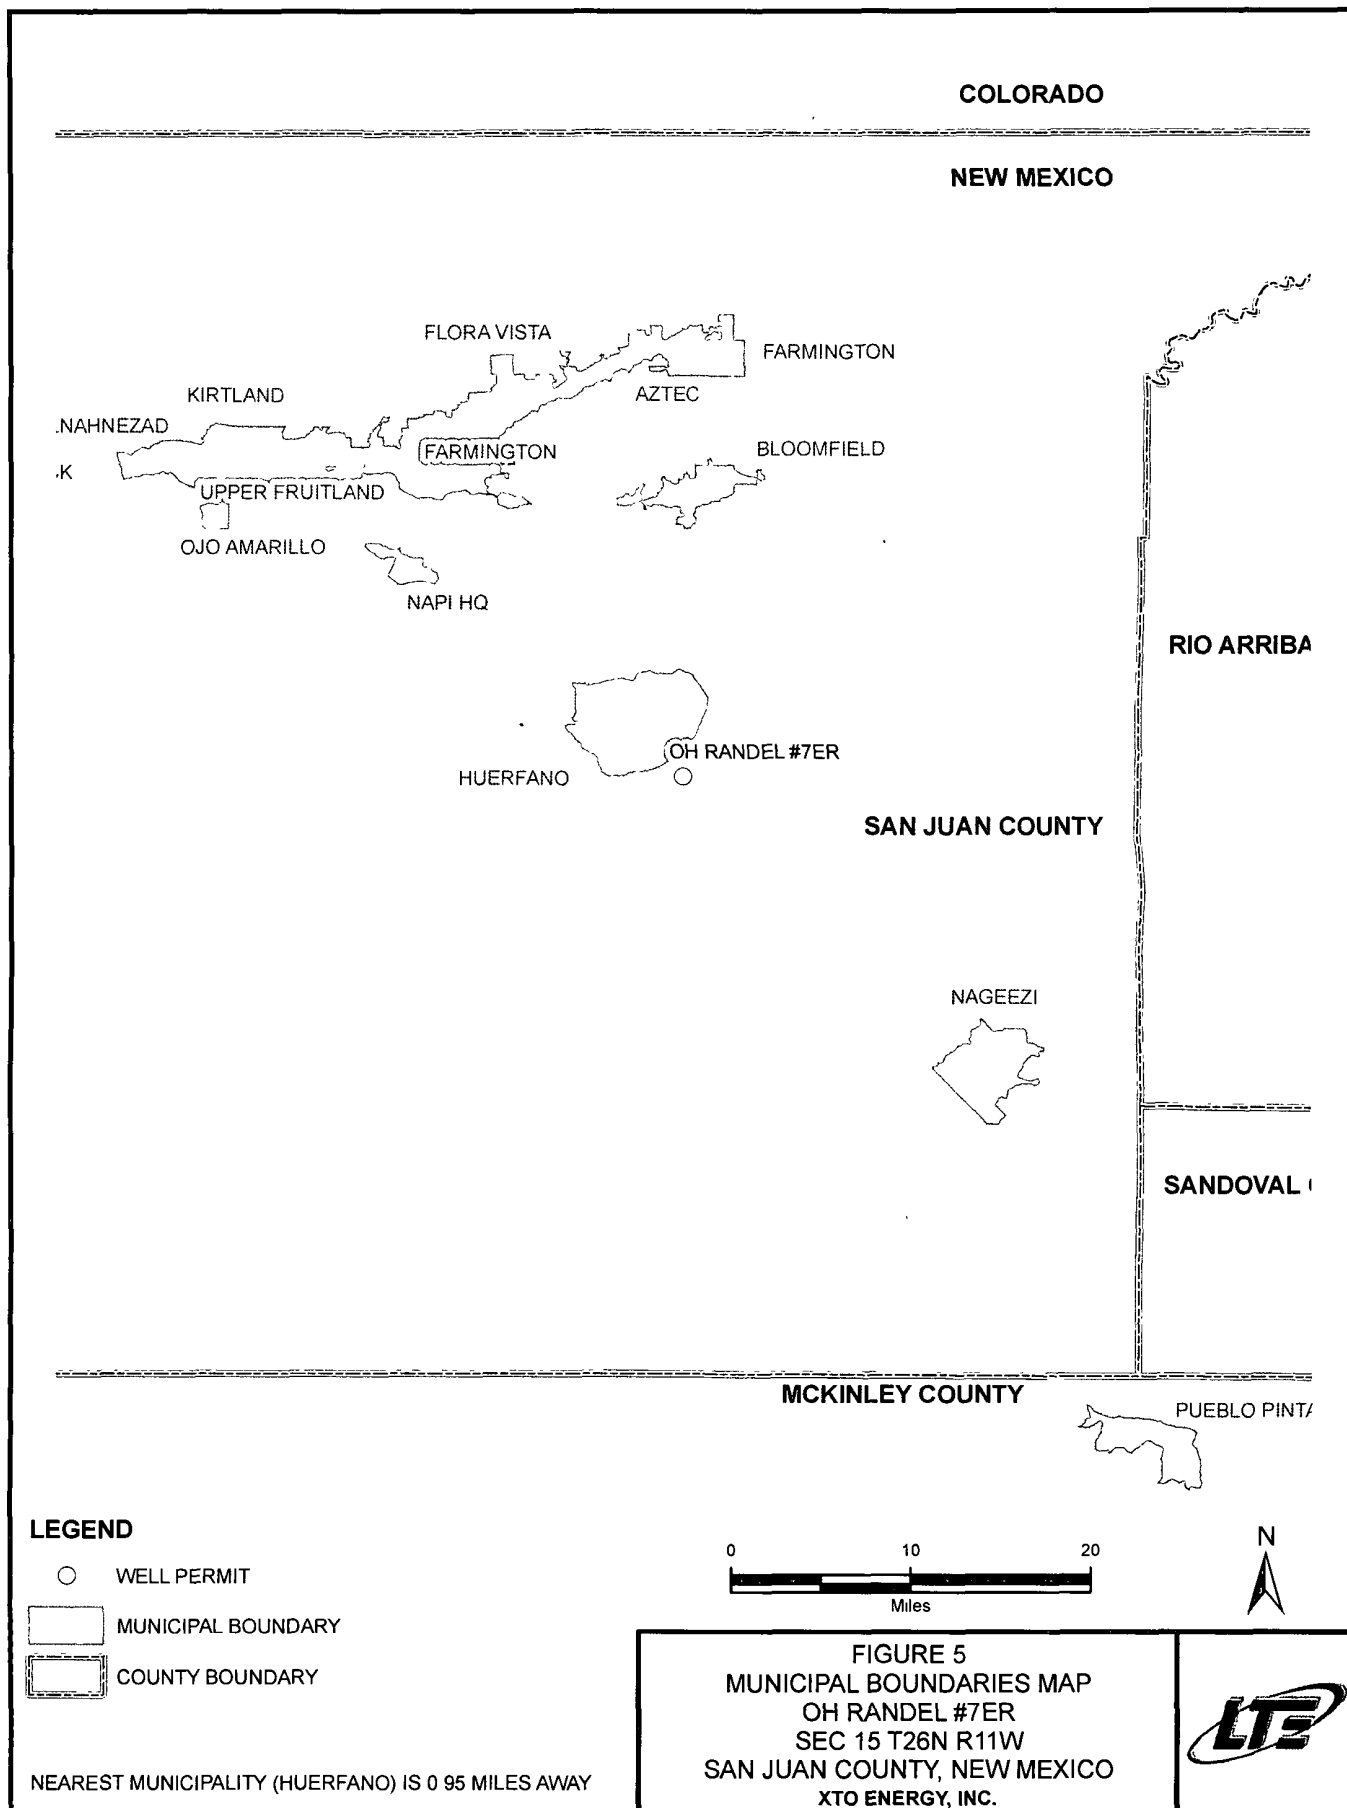 COLORADO
NEW MEXICO
FLORA VISTA
FARMINGTON
KIRTLAND
AZTEC
.NAHNEZAD
FARMINGTON
BLOOMFIELD
UPPER FRUITLAND
OJO AMARILLO
NAPI HQ
RIO ARRIBA
OH RANDEL #7ER
HUERFANO
SAN JUAN COUNTY
NAGEEZI
SANDOVAL
MCKINLEY COUNTY
PUEBLO PINTA
LEGEND
WELL PERMIT
MUNICIPAL BOUNDARY
COUNTY BOUNDARY
NEAREST MUNICIPALITY (HUERFANO) IS 0 95 MILES AWAY
0 10 20
Miles
N
FIGURE 5
MUNICIPAL BOUNDARIES MAP
OH RANDEL #7ER
SEC 15 T26N R11W
SAN JUAN COUNTY, NEW MEXICO
XTO ENERGY, INC.
LTE